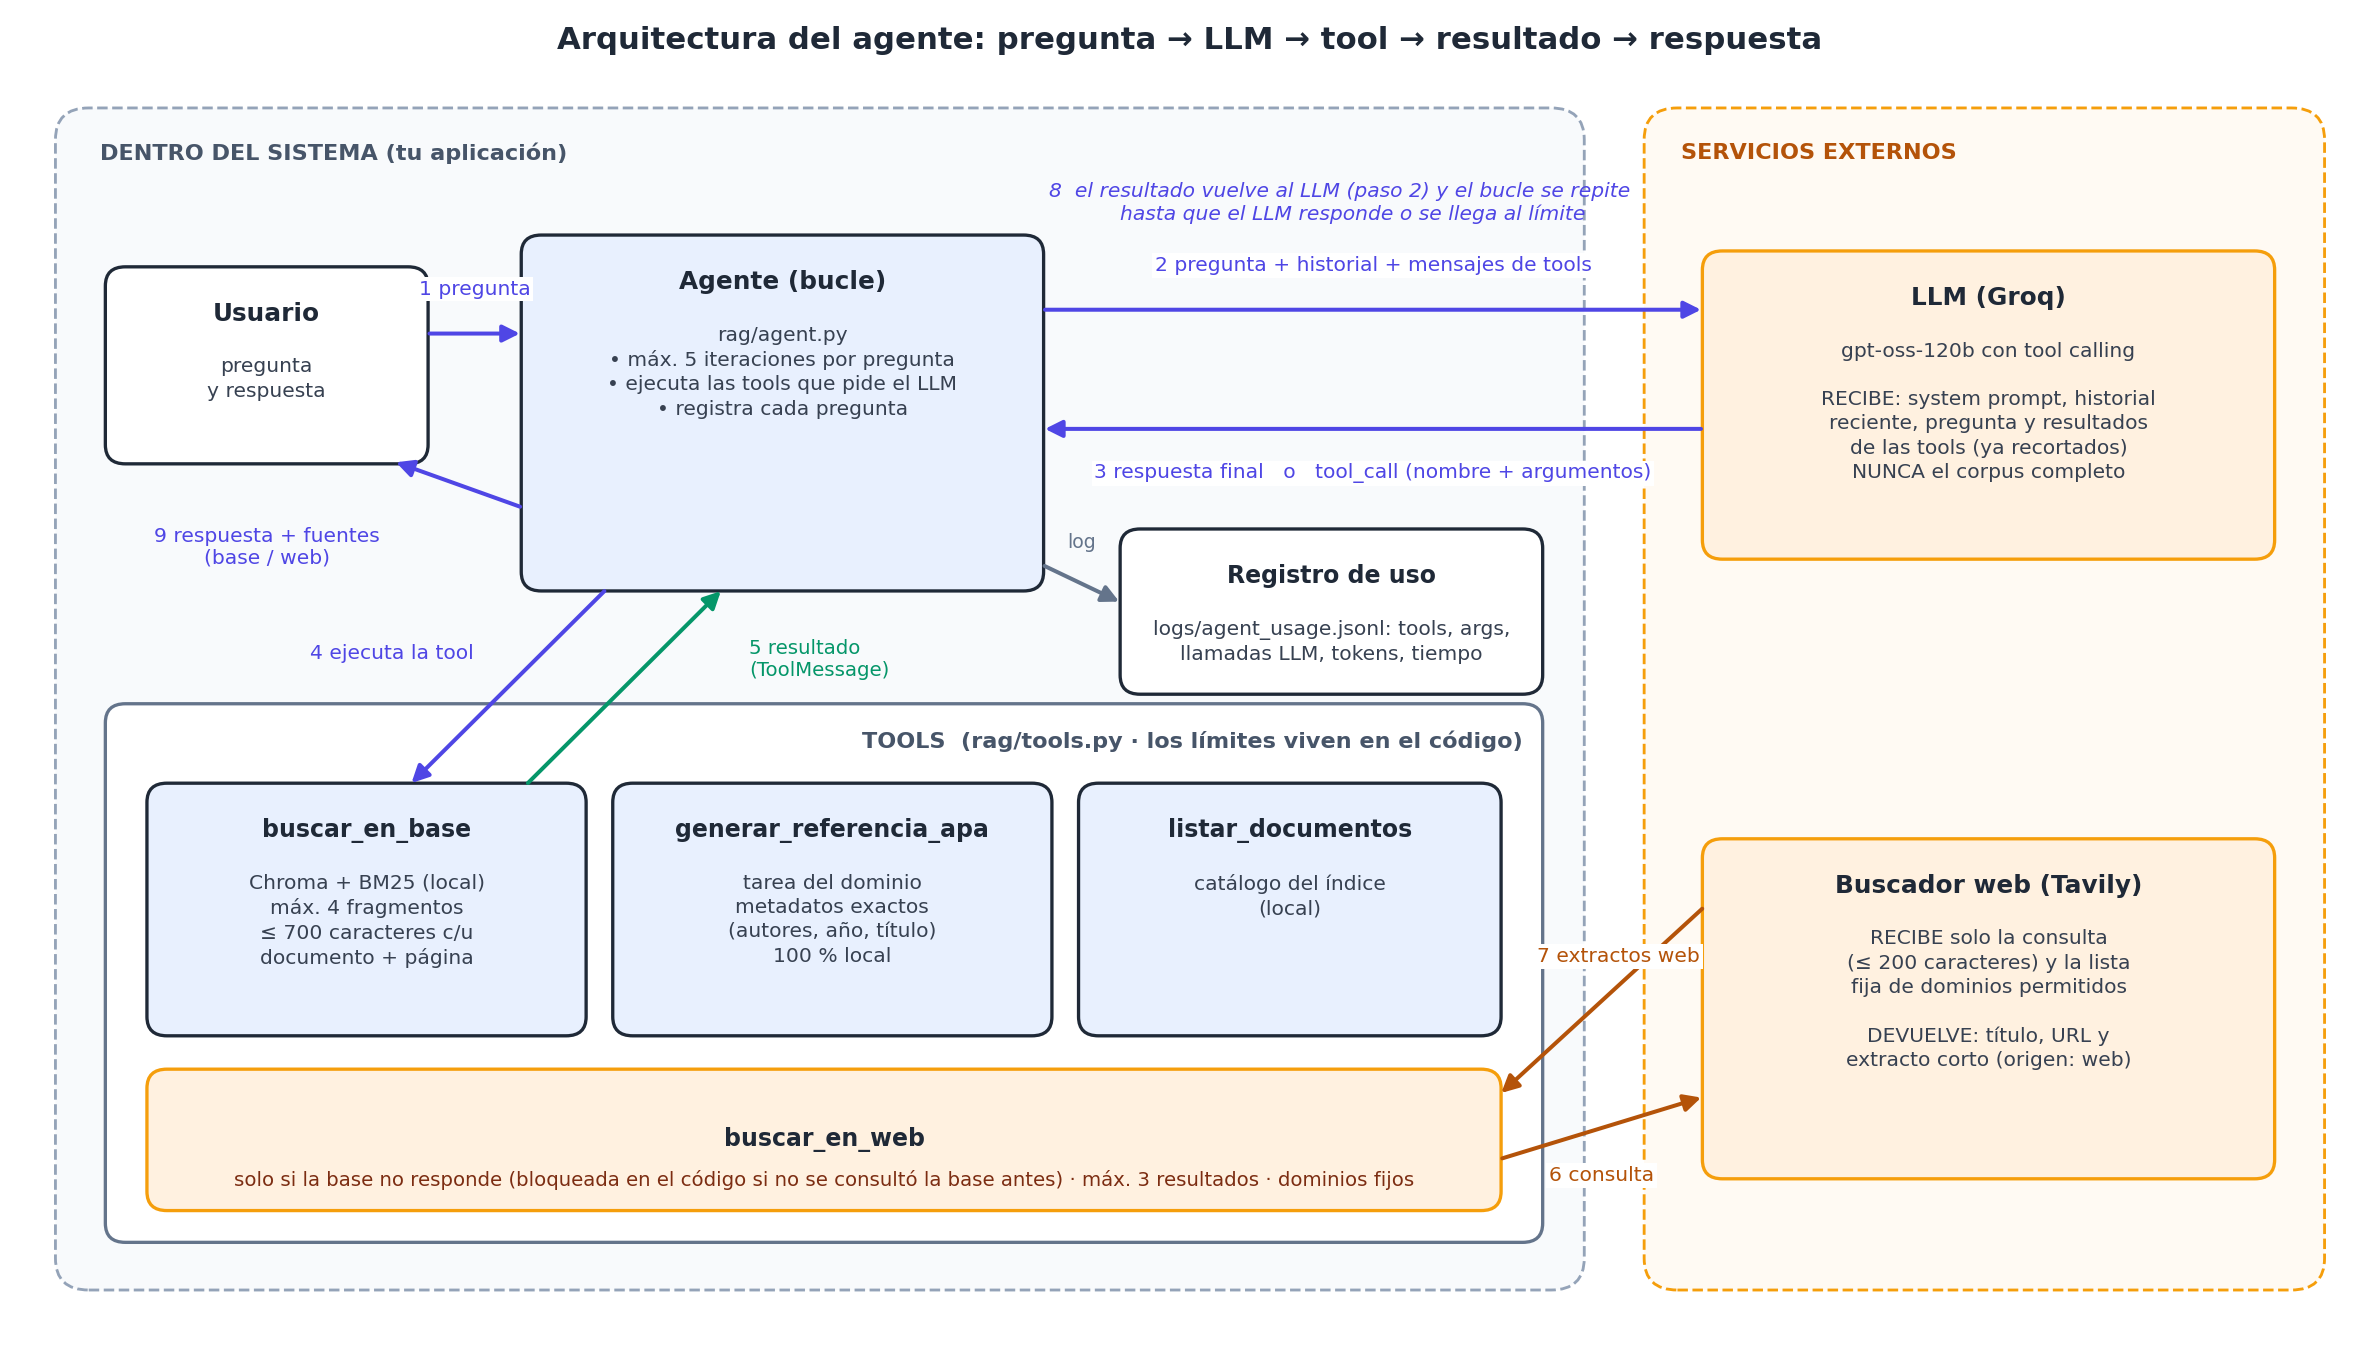 Arquitectura del agente: pregunta → LLM → tool → resultado → respuesta
DENTRO DEL SISTEMA (tu aplicación)
SERVICIOS EXTERNOS
8  el resultado vuelve al LLM (paso 2) y el bucle se repite
hasta que el LLM responde o se llega al límite
Usuario
pregunta
y respuesta
1 pregunta
Agente (bucle)
rag/agent.py
• máx. 5 iteraciones por pregunta
• ejecuta las tools que pide el LLM
• registra cada pregunta
2 pregunta + historial + mensajes de tools
3 respuesta final   o   tool_call (nombre + argumentos)
LLM (Groq)
gpt-oss-120b con tool calling
RECIBE: system prompt, historial
reciente, pregunta y resultados
de las tools (ya recortados)
NUNCA el corpus completo
9 respuesta + fuentes
(base / web)
log
Registro de uso
logs/agent_usage.jsonl: tools, args,
llamadas LLM, tokens, tiempo
4 ejecuta la tool
5 resultado
(ToolMessage)
TOOLS  (rag/tools.py · los límites viven en el código)
buscar_en_base
Chroma + BM25 (local)
máx. 4 fragmentos
≤ 700 caracteres c/u
documento + página
generar_referencia_apa
tarea del dominio
metadatos exactos
(autores, año, título)
100 % local
listar_documentos
catálogo del índice
(local)
7 extractos web
Buscador web (Tavily)
RECIBE solo la consulta
(≤ 200 caracteres) y la lista
fija de dominios permitidos
DEVUELVE: título, URL y
extracto corto (origen: web)
buscar_en_web
solo si la base no responde (bloqueada en el código si no se consultó la base antes) · máx. 3 resultados · dominios fijos
6 consulta